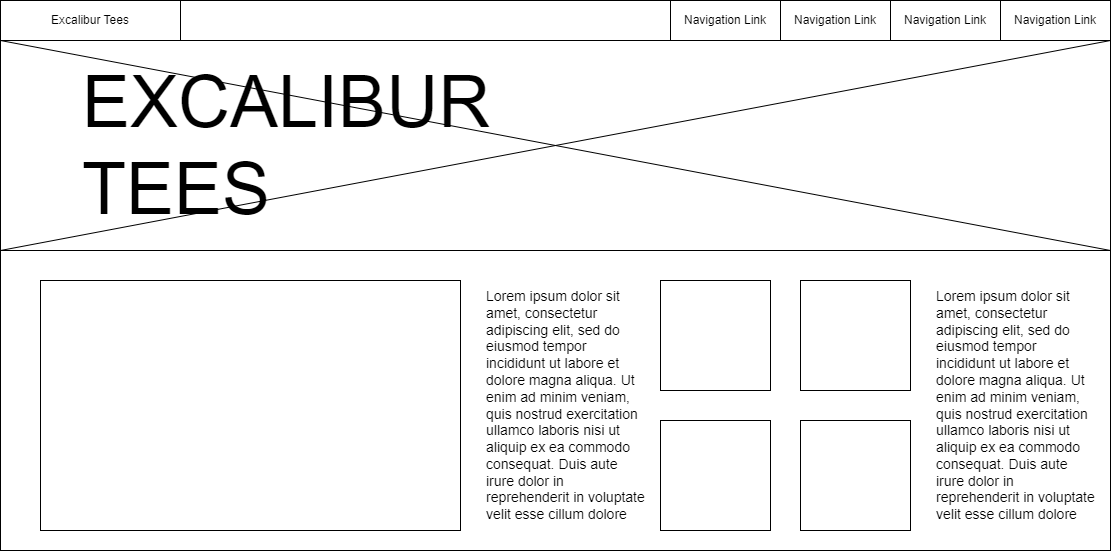 Excalibur Tees
Navigation Link
Navigation Link
Navigation Link
Navigation Link
EXCALIBUR
TEES
Lorem ipsum dolor sit
amet, consectetur
adipiscing elit, sed do
eiusmod tempor
incididunt ut labore et
dolore magna aliqua. Ut
enim ad minim veniam,
quis nostrud exercitation
ullamco laboris nisi ut
aliquip ex ea commodo
consequat. Duis aute
irure dolor in
reprehenderit in voluptate
velit esse cillum dolore
Lorem ipsum dolor sit
amet, consectetur
adipiscing elit, sed do
eiusmod tempor
incididunt ut labore et
dolore magna aliqua. Ut
enim ad minim veniam,
quis nostrud exercitation
ullamco laboris nisi ut
aliquip ex ea commodo
consequat. Duis aute
irure dolor in
reprehenderit in voluptate
velit esse cillum dolore